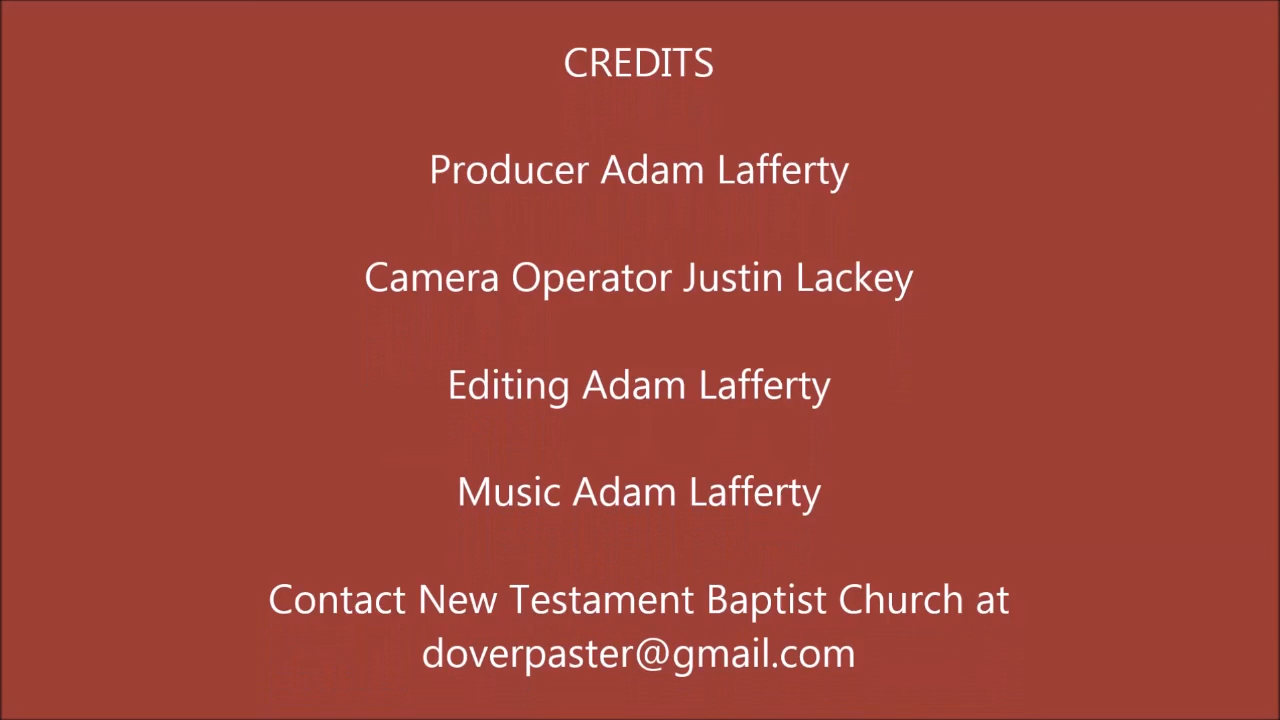 CREDITS
Producer Adam Lafferty
Camera Operator Justin Lackey
Editing Adam Lafferty
Music Adam Lafferty
Contact New Testament Baptist Church at
doverpaster@gmail.com